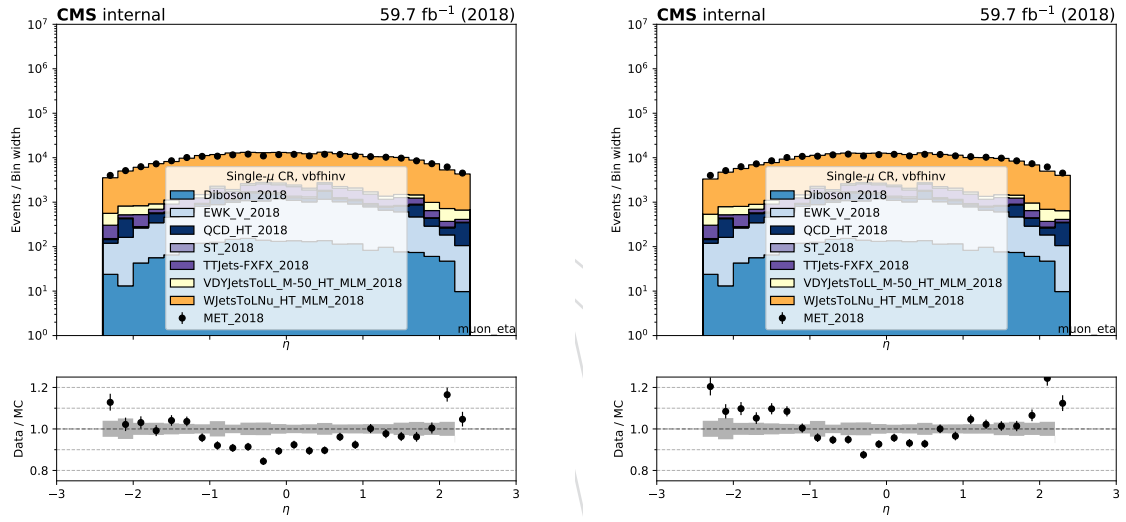 CMS internal 59.7 fb⁻¹ (2018)
10⁷
10⁶
10⁵
10⁴
10³
10²
10¹
10⁰
Events / Bin width
Single-μ CR, vbfhinv
Diboson_2018
EWK_V_2018
QCD_HT_2018
ST_2018
TTJets-FXFX_2018
VDYJetsToLL_M-50_HT_MLM_2018
WJetsToLNu_HT_MLM_2018
MET_2018
muon_eta
η
1.2
1.0
0.8
Data / MC
−3 −2 −1 0 1 2 3
η
CMS internal 59.7 fb⁻¹ (2018)
10⁷
10⁶
10⁵
10⁴
10³
10²
10¹
10⁰
Events / Bin width
Single-μ CR, vbfhinv
Diboson_2018
EWK_V_2018
QCD_HT_2018
ST_2018
TTJets-FXFX_2018
VDYJetsToLL_M-50_HT_MLM_2018
WJetsToLNu_HT_MLM_2018
MET_2018
muon_eta
η
1.2
1.0
0.8
Data / MC
−3 −2 −1 0 1 2 3
η